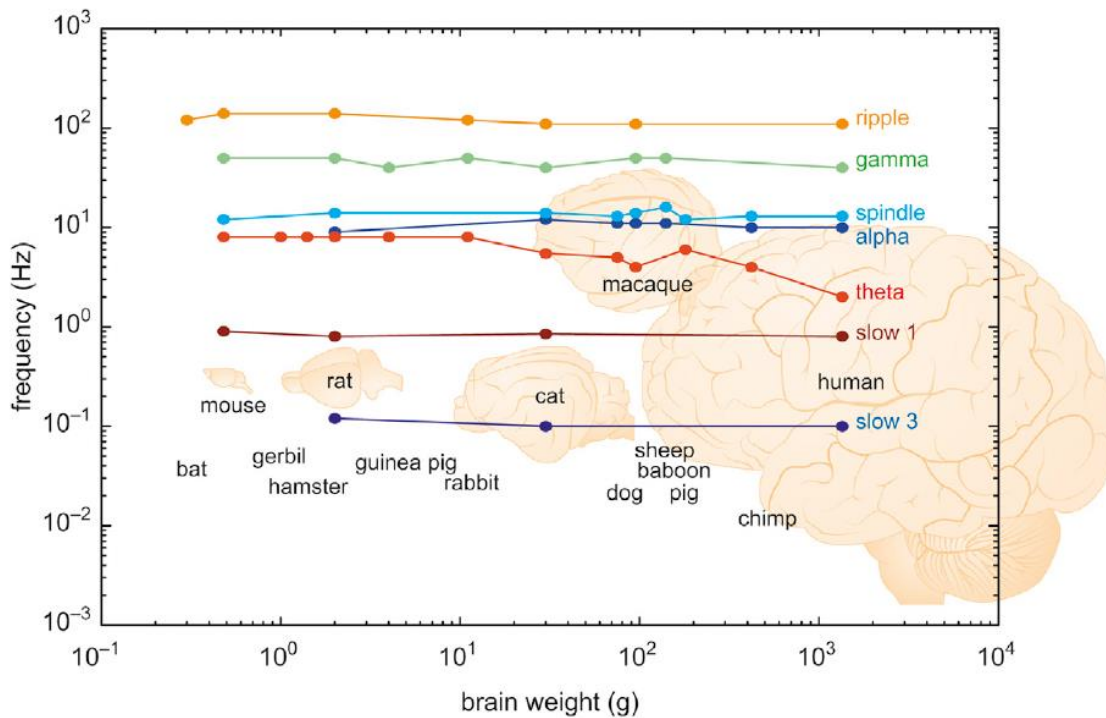 10³
10²
10¹
10⁰
10⁻¹
10⁻²
10⁻³
frequency (Hz)
ripple
gamma
spindle
alpha
macaque
theta
slow 1
rat
human
mouse
cat
slow 3
sheep
gerbil
guinea pig
baboon
bat
hamster
rabbit
dog
pig
chimp
10⁻¹
10⁰
10¹
10²
10³
10⁴
brain weight (g)